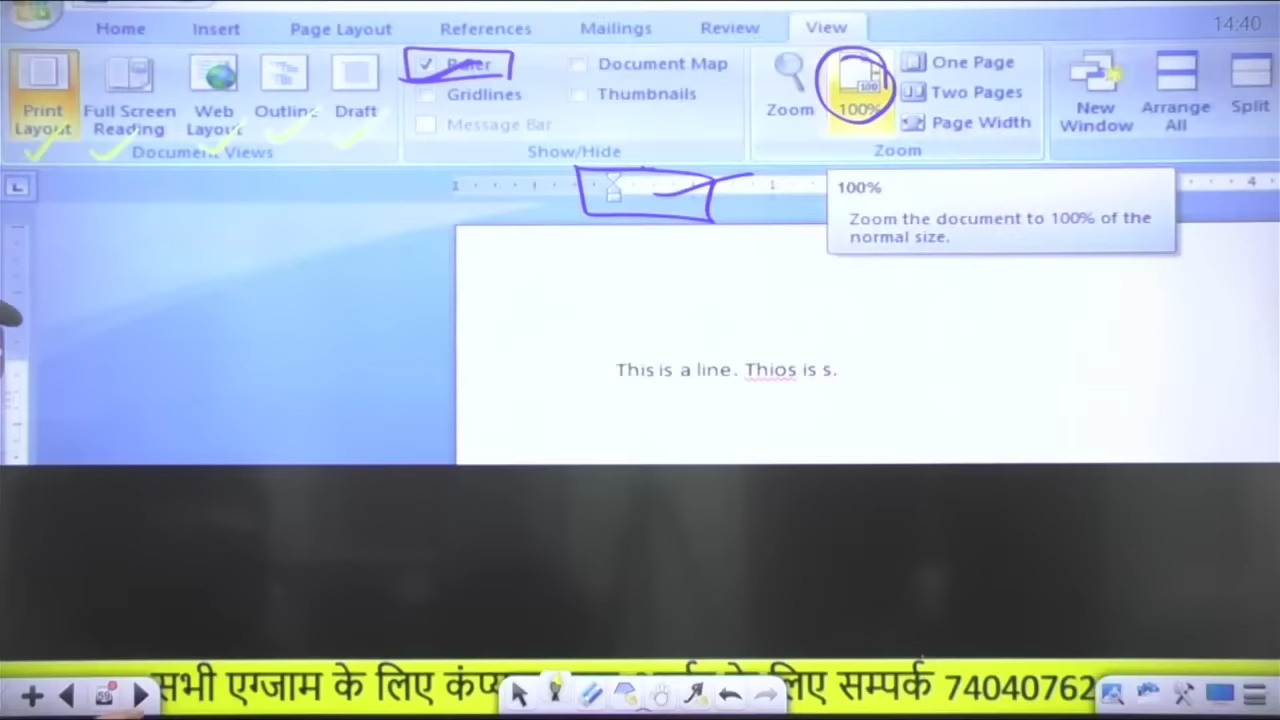 14:40
Home Insert Page Layout References Mailings Review View
Print Layout
Full Screen Reading
Web Layout
Outline
Draft
Document Views
Ruler
Gridlines
Message Bar
Document Map
Thumbnails
Show/Hide
Zoom
100%
One Page
Two Pages
Page Width
Zoom
New Window
Arrange All
Split
100%
Zoom the document to 100% of the
normal size.
This is a line. Thios is s.
सभी एग्जाम के लिए सम्पर्क 74040762
59